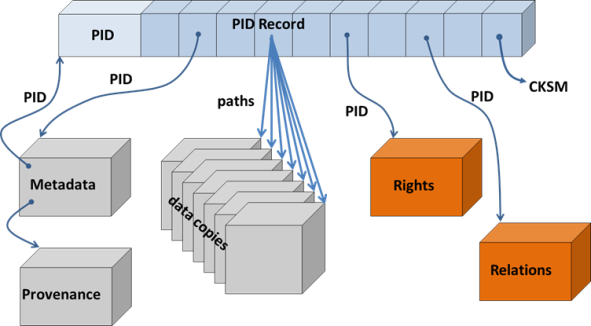 PID
PID Record
PID
PID
paths
PID
PID
CKSM
Metadata
data copies
Rights
Provenance
Relations